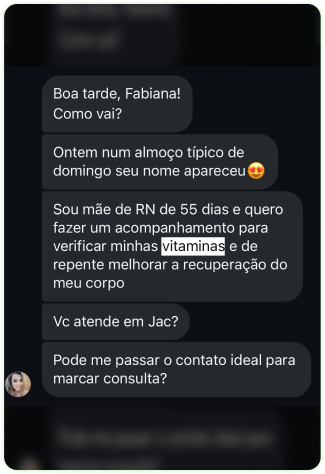 Boa tarde, Fabiana!
Como vai?
Ontem num almoço típico de
domingo seu nome apareceu😍
Sou mãe de RN de 55 dias e quero
fazer um acompanhamento para
verificar minhas vitaminas e de
repente melhorar a recuperação do
meu corpo
Vc atende em Jac?
Pode me passar o contato ideal para
marcar consulta?